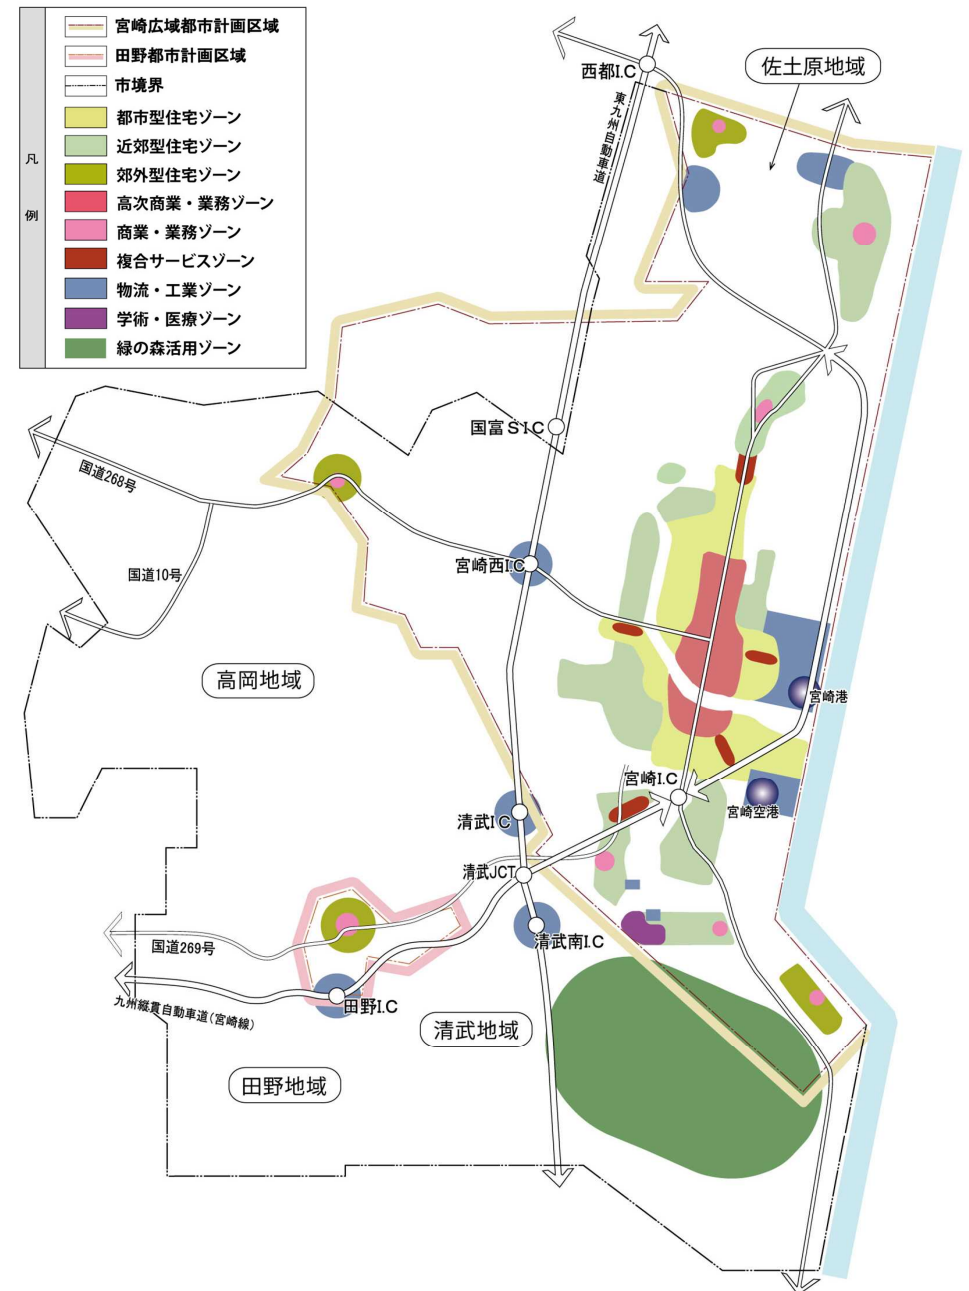 凡例
宮崎広域都市計画区域
田野都市計画区域
市境界
都市型住宅ゾーン
近郊型住宅ゾーン
郊外型住宅ゾーン
高次商業・業務ゾーン
商業・業務ゾーン
複合サービスゾーン
物流・工業ゾーン
学術・医療ゾーン
緑の森活用ゾーン
西都I.C
佐土原地域
東九州自動車道
国富SIC
国道268号
国道10号
宮崎西I.C
高岡地域
宮崎港
宮崎I.C
宮崎空港
清武IC
清武JCT
国道269号
清武南I.C
九州縦貫自動車道(宮崎線)
田野I.C
清武地域
田野地域